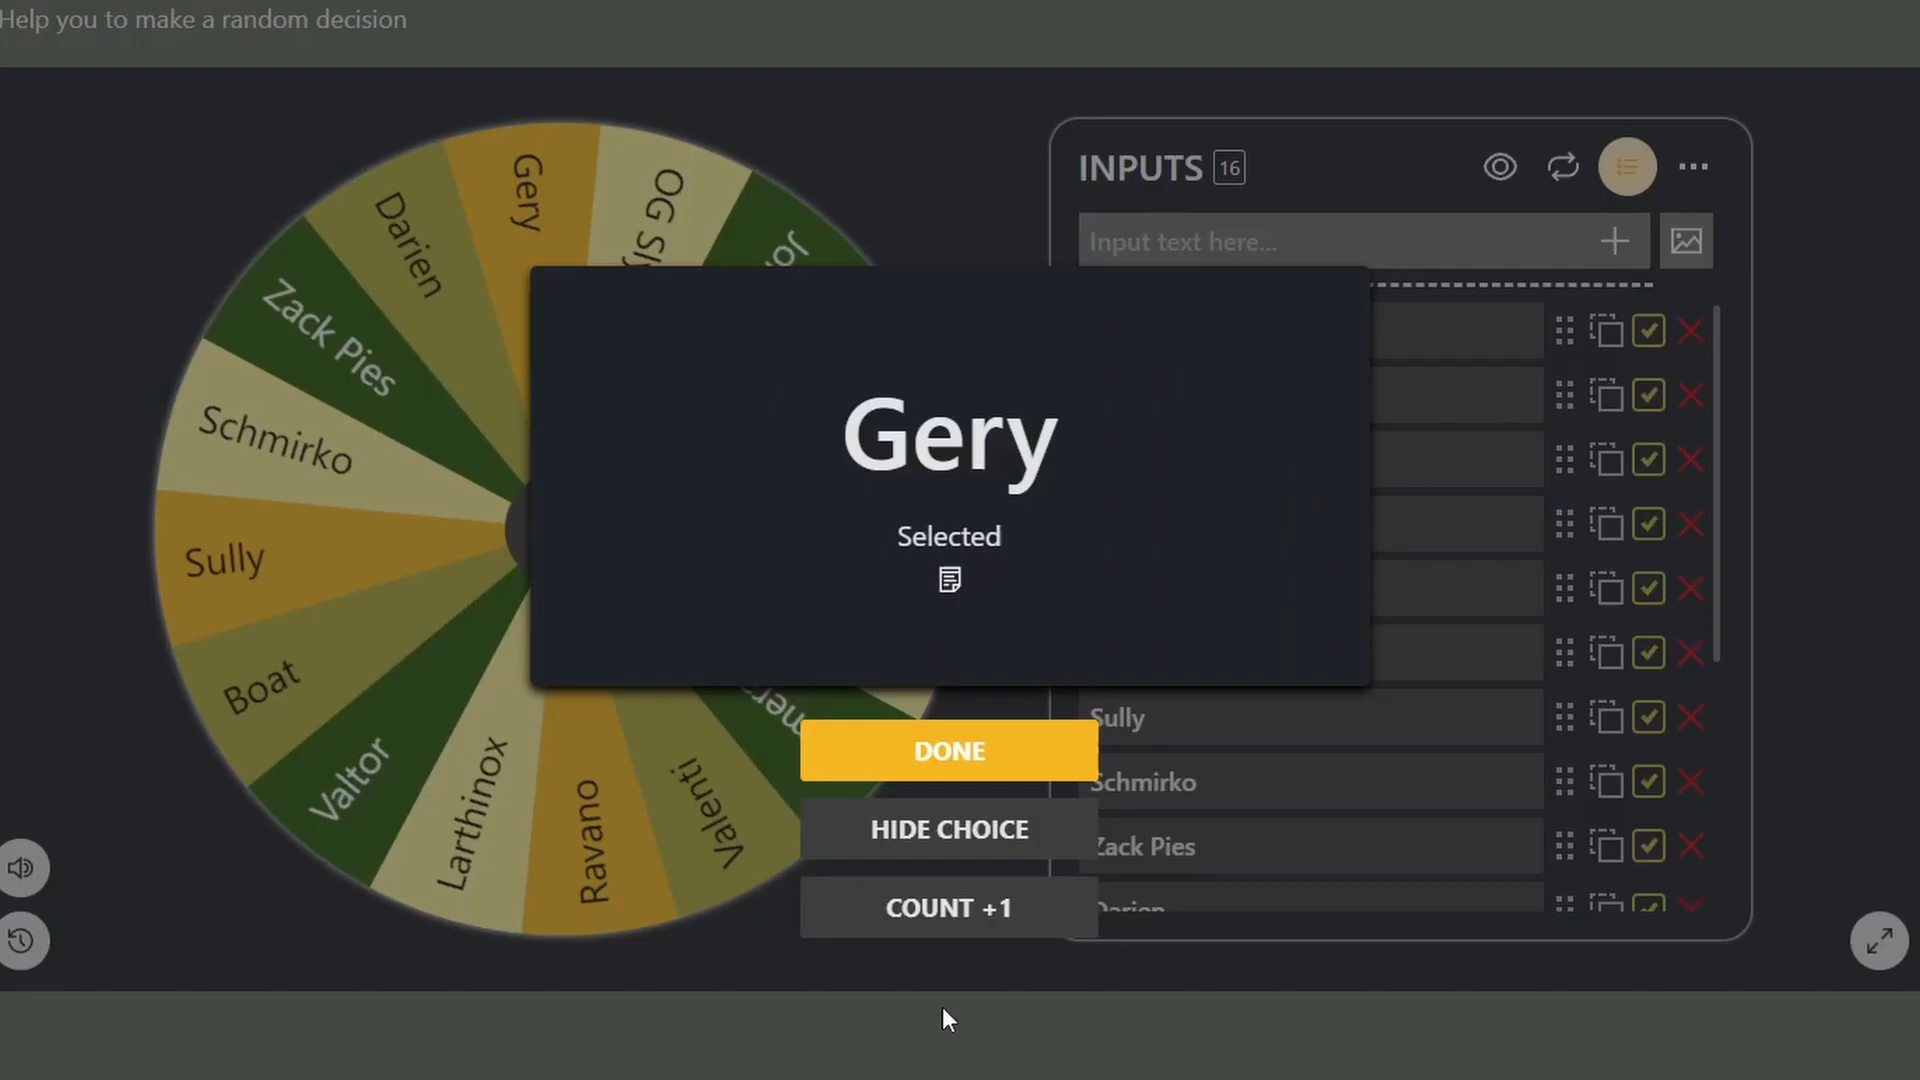 Help you to make a random decision
INPUTS 16
Input text here...
Gery
OG
Darien
Zack Pies
Schmirko
Sully
Boat
Valtor
Larthinox
Ravano
Valenti
Gery
Selected
DONE
HIDE CHOICE
COUNT +1
Sully
Schmirko
Zack Pies
Darien